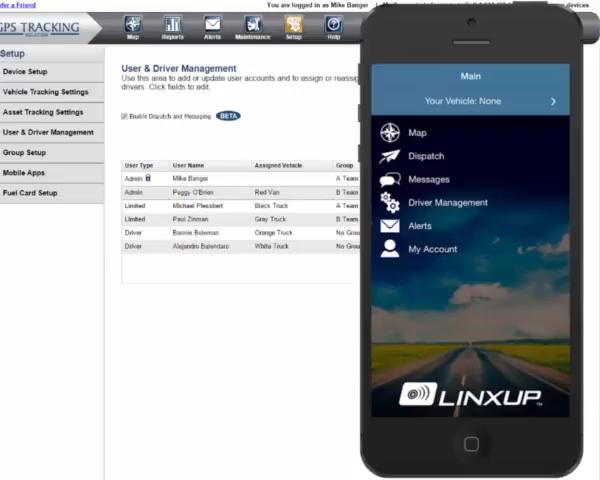 fer a Friend
You are logged in as Mike Banger
devices
GPS TRACKING
Map
Reports
Alerts
Maintenance
Setup
Help
Setup
Device Setup
Vehicle Tracking Settings
Asset Tracking Settings
User & Driver Management
Group Setup
Mobile Apps
Fuel Card Setup
User & Driver Management
Use this area to add or update user accounts and to assign or reassig
drivers. Click fields to edit.
Enable Dispatch and Messaging BETA
User Type User Name Assigned Vehicle Group
Admin Mike Banger A Team
Admin Peggy O'Brien Red Van B Team
Limited Michael Plessbert Black Truck A Team
Limited Paul Zinman Grey Truck B Team
Driver Bannie Boleman Orange Truck No Grou
Driver Alejandro Balendaro White Truck No Grou
Main
Your Vehicle: None
Map
Dispatch
Messages
Driver Management
Alerts
My Account
LINXUP